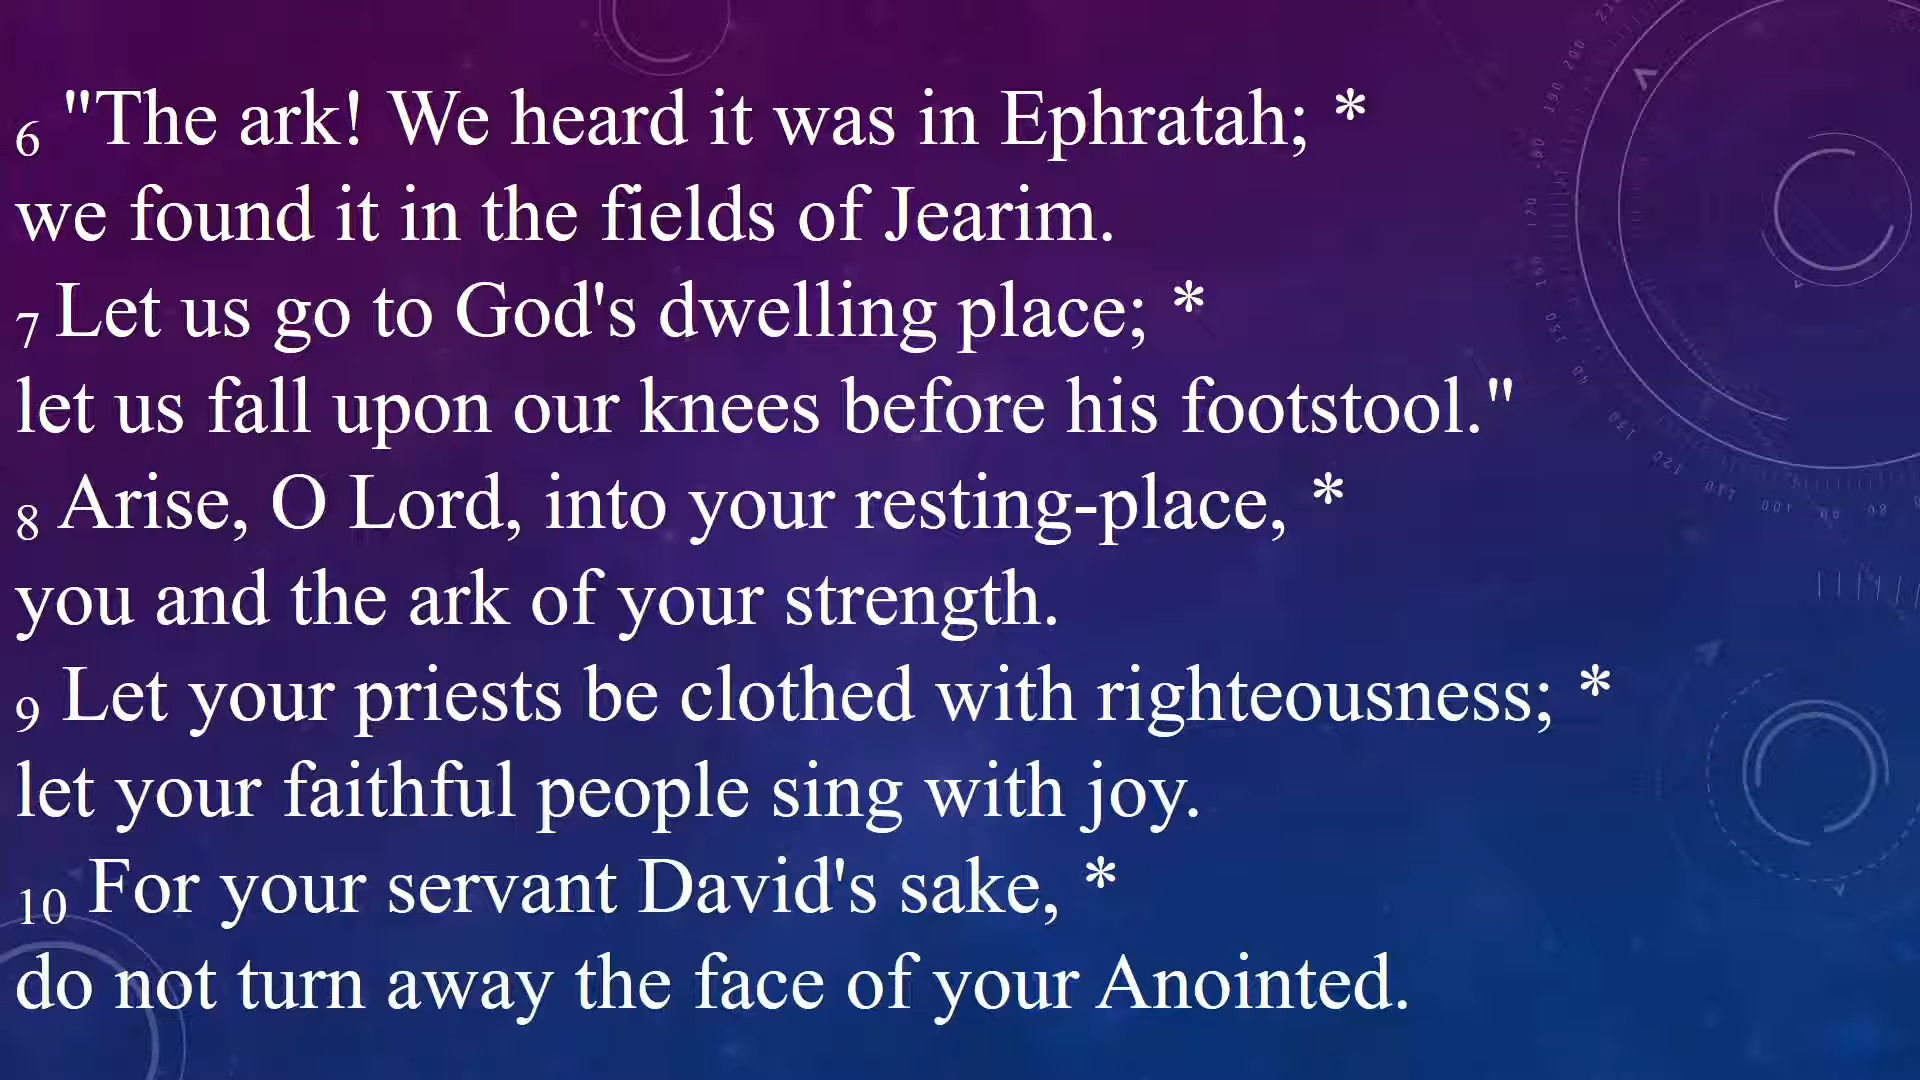 6 "The ark! We heard it was in Ephratah; *
we found it in the fields of Jearim.
7 Let us go to God's dwelling place; *
let us fall upon our knees before his footstool."
8 Arise, O Lord, into your resting-place, *
you and the ark of your strength.
9 Let your priests be clothed with righteousness; *
let your faithful people sing with joy.
10 For your servant David's sake, *
do not turn away the face of your Anointed.